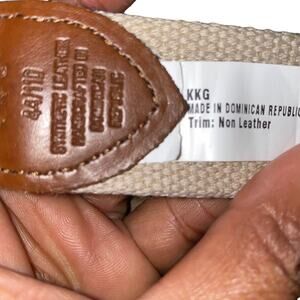 44/110
SYNTHETIC LEATHER
HANDCRAFTED IN
DOMINICAN
REPUBLIC
KKG
MADE IN DOMINICAN REPUBLIC
Trim: Non Leather